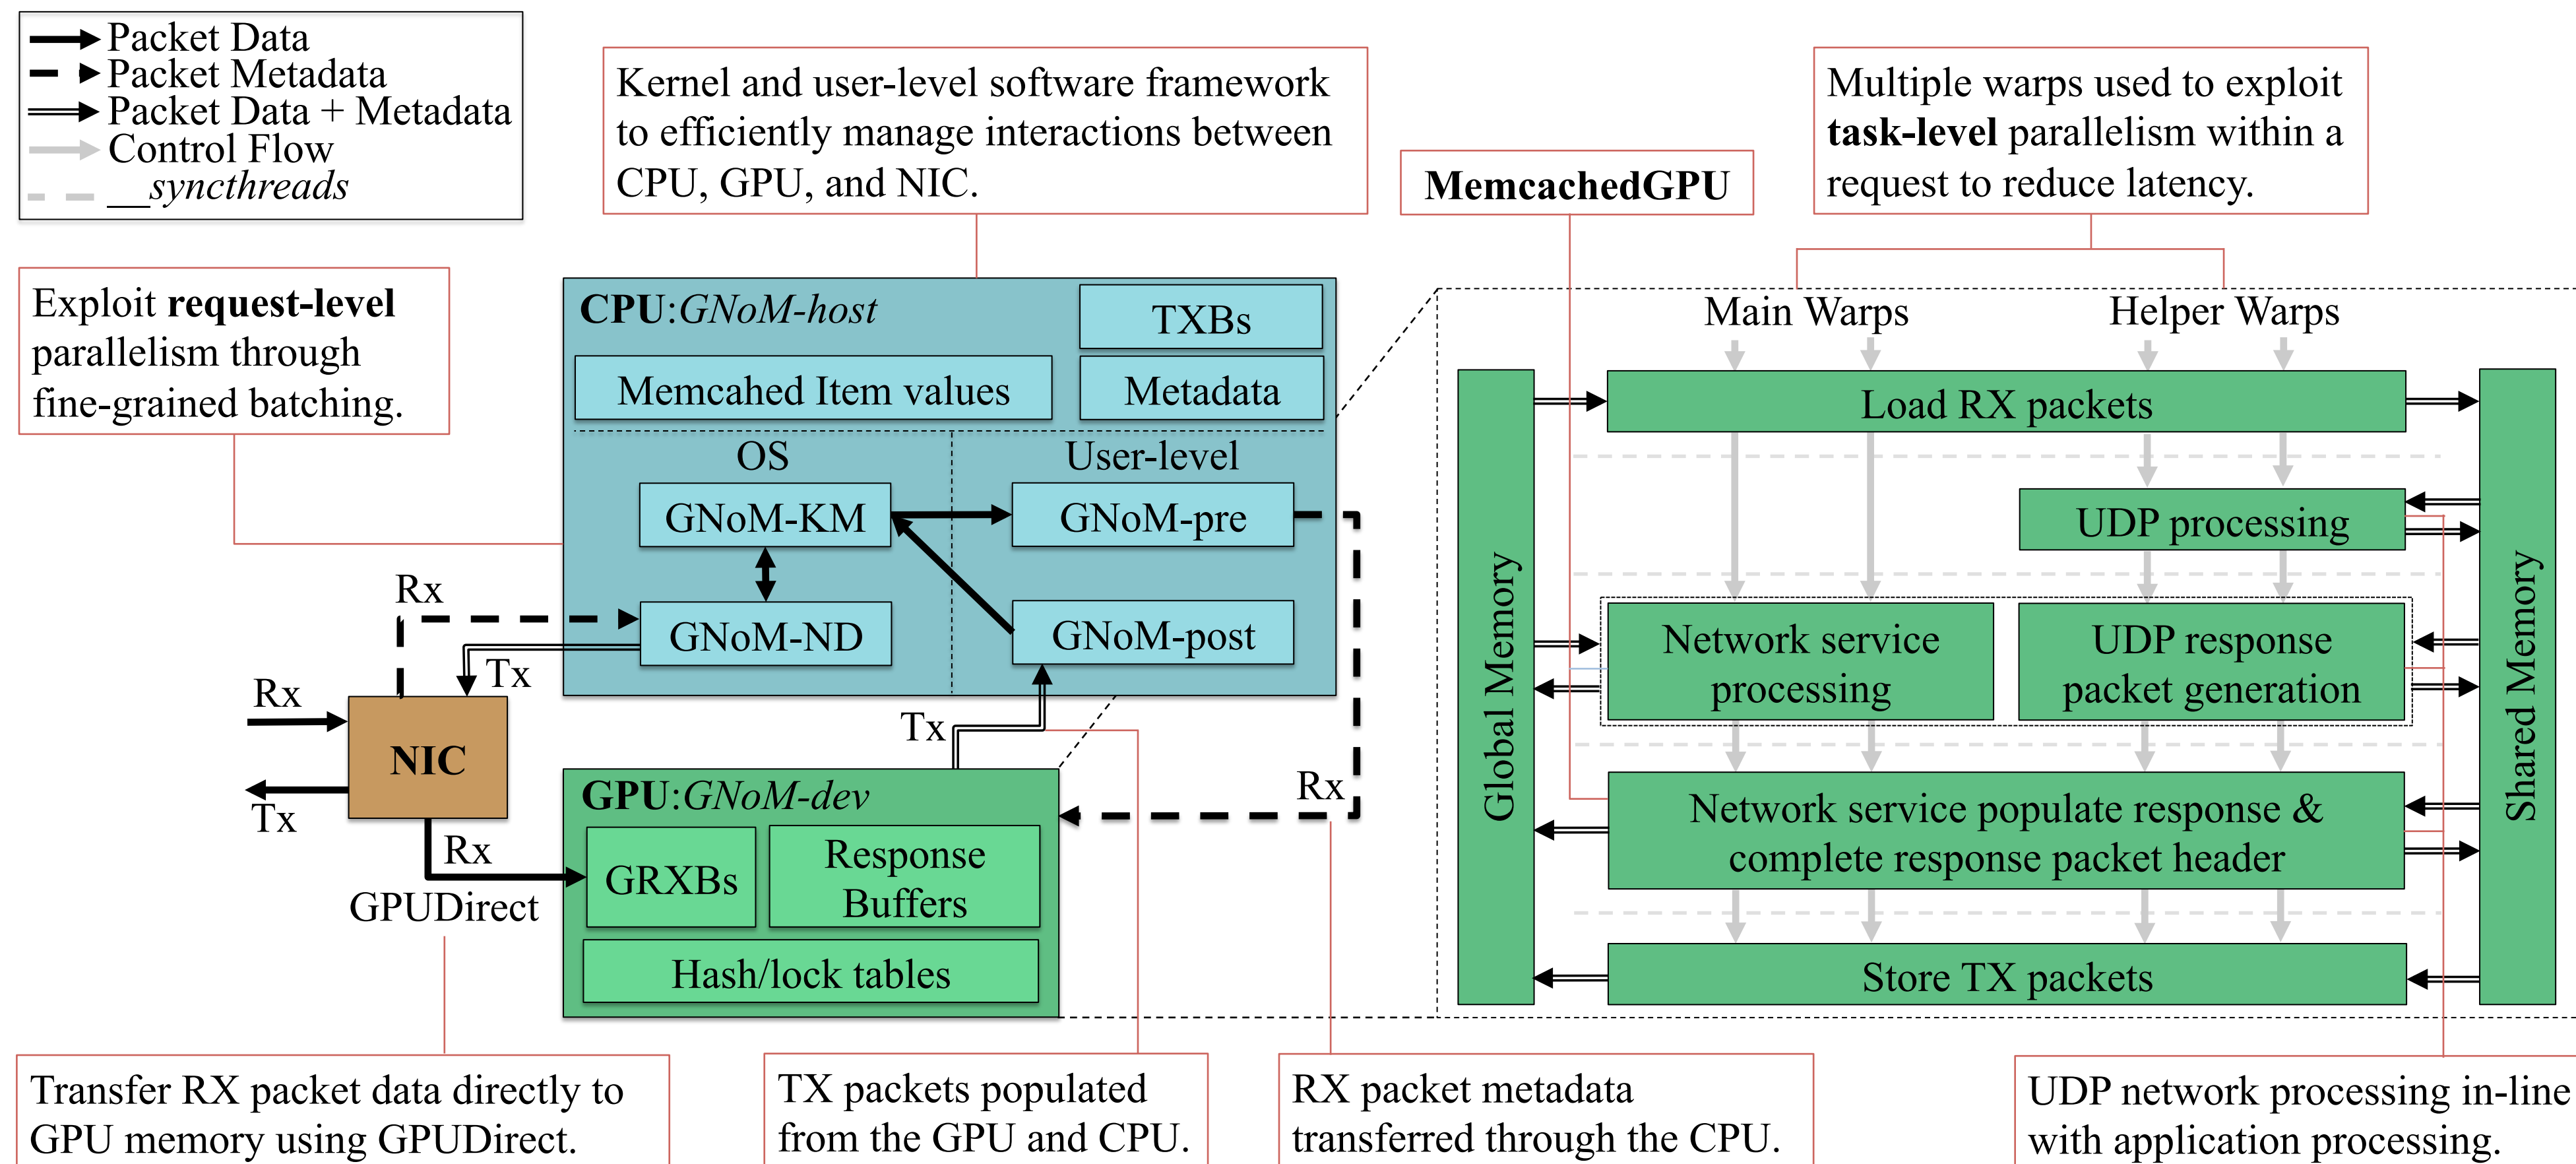 Packet Data
Packet Metadata
Packet Data + Metadata
Control Flow
__syncthreads
Kernel and user-level software framework
to efficiently manage interactions between
CPU, GPU, and NIC.
MemcachedGPU
Multiple warps used to exploit
task-level parallelism within a
request to reduce latency.
Exploit request-level
parallelism through
fine-grained batching.
CPU:GNoM-host
TXBs
Memcahed Item values
Metadata
OS
User-level
GNoM-KM
GNoM-pre
GNoM-ND
GNoM-post
Rx
Tx
Rx
NIC
Tx
Tx
Rx
Rx
GPUDirect
GPU:GNoM-dev
GRXBs
Response
Buffers
Hash/lock tables
Main Warps
Helper Warps
Global Memory
Load RX packets
UDP processing
Network service
processing
UDP response
packet generation
Network service populate response &
complete response packet header
Store TX packets
Shared Memory
Transfer RX packet data directly to
GPU memory using GPUDirect.
TX packets populated
from the GPU and CPU.
RX packet metadata
transferred through the CPU.
UDP network processing in-line
with application processing.